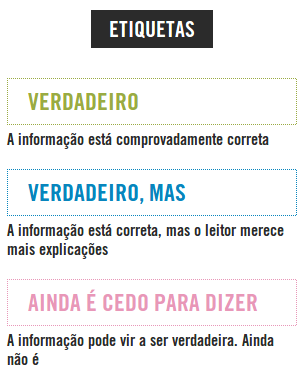 ETIQUETAS
VERDADEIRO
A informação está comprovadamente correta
VERDADEIRO, MAS
A informação está correta, mas o leitor merece
mais explicações
AINDA É CEDO PARA DIZER
A informação pode vir a ser verdadeira. Ainda
não é